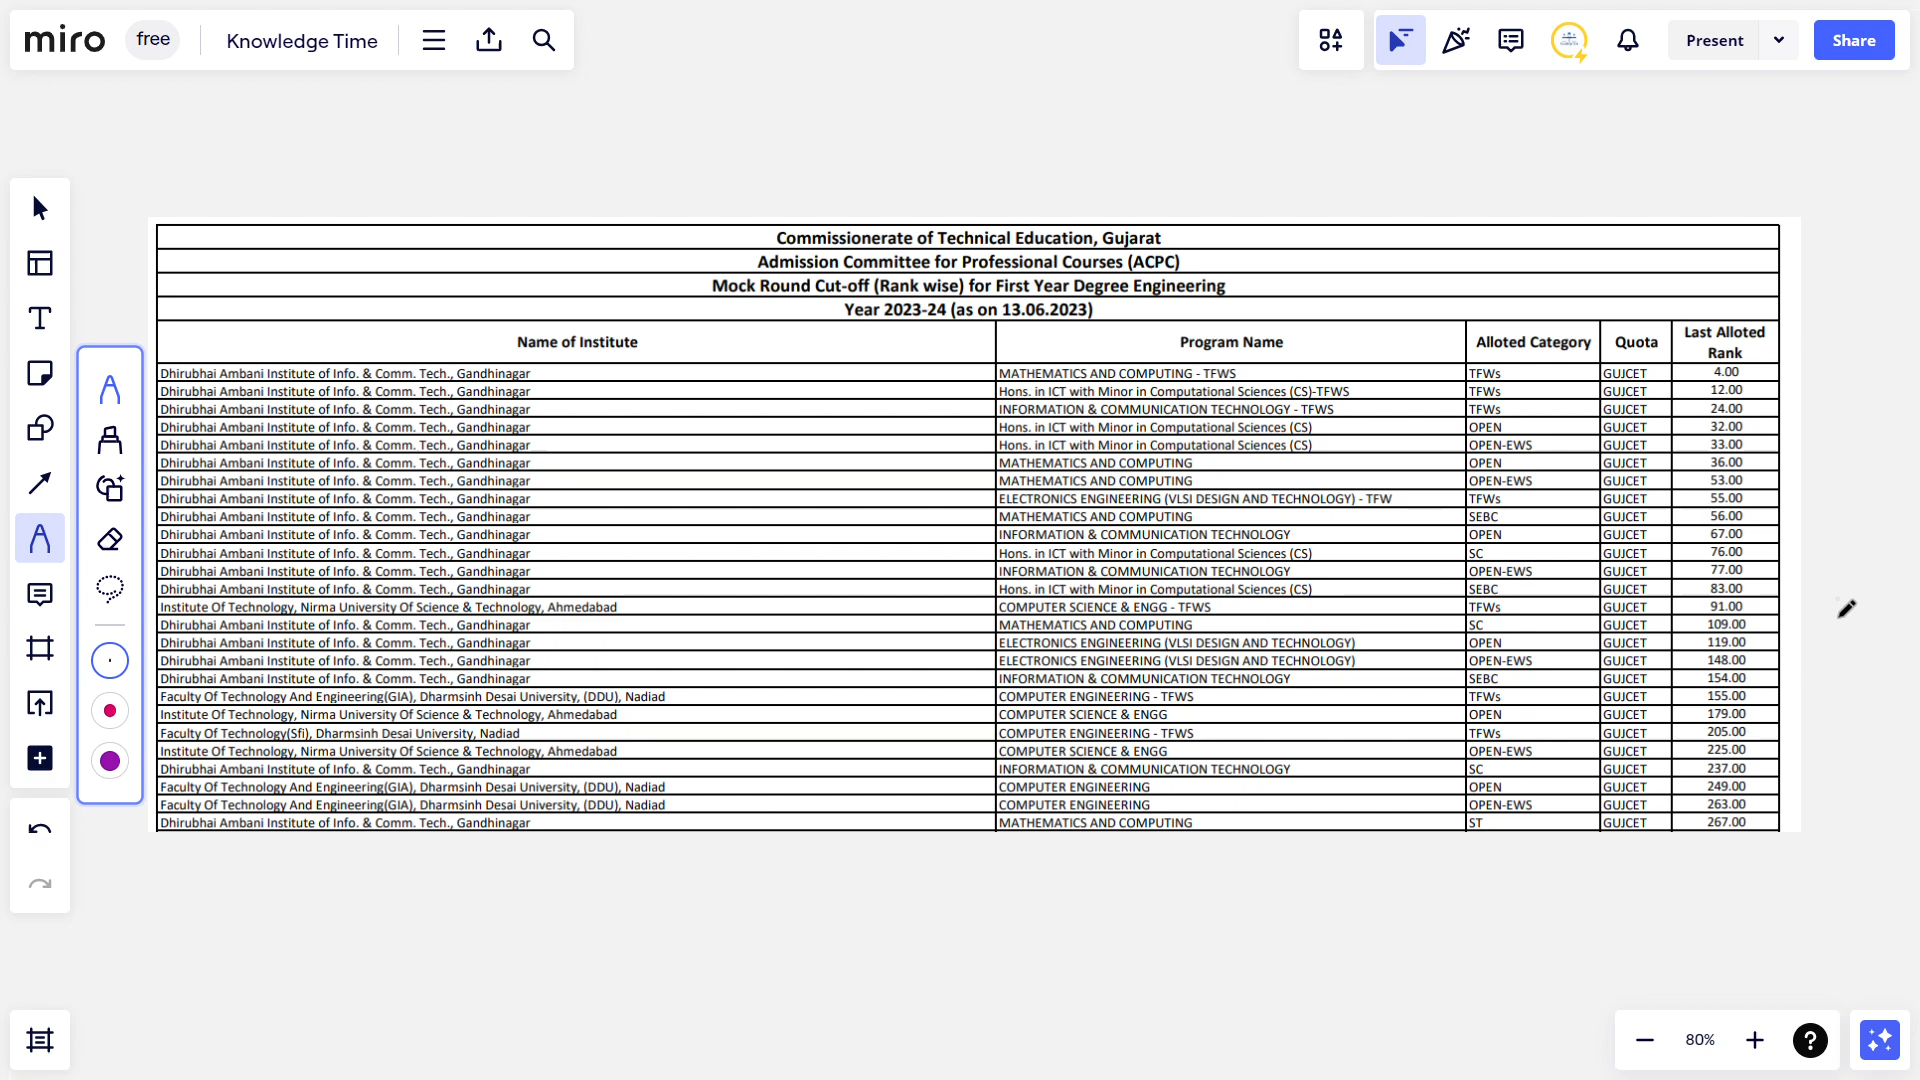 miro free Knowledge Time Present Share
Commissionerate of Technical Education, Gujarat
Admission Committee for Professional Courses (ACPC)
Mock Round Cut-off (Rank wise) for First Year Degree Engineering
Year 2023-24 (as on 13.06.2023)
Name of Institute Program Name Alloted Category Quota Last Alloted Rank
Dhirubhai Ambani Institute of Info. & Comm. Tech., Gandhinagar MATHEMATICS AND COMPUTING - TFWS TFWs GUJCET 4.00
Dhirubhai Ambani Institute of Info. & Comm. Tech., Gandhinagar Hons. in ICT with Minor in Computational Sciences (CS)-TFWS TFWs GUJCET 12.00
Dhirubhai Ambani Institute of Info. & Comm. Tech., Gandhinagar INFORMATION & COMMUNICATION TECHNOLOGY - TFWS TFWs GUJCET 24.00
Dhirubhai Ambani Institute of Info. & Comm. Tech., Gandhinagar Hons. in ICT with Minor in Computational Sciences (CS) OPEN GUJCET 32.00
Dhirubhai Ambani Institute of Info. & Comm. Tech., Gandhinagar Hons. in ICT with Minor in Computational Sciences (CS) OPEN-EWS GUJCET 33.00
Dhirubhai Ambani Institute of Info. & Comm. Tech., Gandhinagar MATHEMATICS AND COMPUTING OPEN GUJCET 36.00
Dhirubhai Ambani Institute of Info. & Comm. Tech., Gandhinagar MATHEMATICS AND COMPUTING OPEN-EWS GUJCET 53.00
Dhirubhai Ambani Institute of Info. & Comm. Tech., Gandhinagar ELECTRONICS ENGINEERING (VLSI DESIGN AND TECHNOLOGY) - TFW TFWs GUJCET 55.00
Dhirubhai Ambani Institute of Info. & Comm. Tech., Gandhinagar MATHEMATICS AND COMPUTING SEBC GUJCET 56.00
Dhirubhai Ambani Institute of Info. & Comm. Tech., Gandhinagar INFORMATION & COMMUNICATION TECHNOLOGY OPEN GUJCET 67.00
Dhirubhai Ambani Institute of Info. & Comm. Tech., Gandhinagar Hons. in ICT with Minor in Computational Sciences (CS) SC GUJCET 76.00
Dhirubhai Ambani Institute of Info. & Comm. Tech., Gandhinagar INFORMATION & COMMUNICATION TECHNOLOGY OPEN-EWS GUJCET 77.00
Dhirubhai Ambani Institute of Info. & Comm. Tech., Gandhinagar Hons. in ICT with Minor in Computational Sciences (CS) SEBC GUJCET 83.00
Institute Of Technology, Nirma University Of Science & Technology, Ahmedabad COMPUTER SCIENCE & ENGG - TFWS TFWs GUJCET 91.00
Dhirubhai Ambani Institute of Info. & Comm. Tech., Gandhinagar MATHEMATICS AND COMPUTING SC GUJCET 109.00
Dhirubhai Ambani Institute of Info. & Comm. Tech., Gandhinagar ELECTRONICS ENGINEERING (VLSI DESIGN AND TECHNOLOGY) OPEN GUJCET 119.00
Dhirubhai Ambani Institute of Info. & Comm. Tech., Gandhinagar ELECTRONICS ENGINEERING (VLSI DESIGN AND TECHNOLOGY) OPEN-EWS GUJCET 148.00
Dhirubhai Ambani Institute of Info. & Comm. Tech., Gandhinagar INFORMATION & COMMUNICATION TECHNOLOGY SEBC GUJCET 154.00
Faculty Of Technology And Engineering(GIA), Dharmsinh Desai University, (DDU), Nadiad COMPUTER ENGINEERING - TFWS TFWs GUJCET 155.00
Institute Of Technology, Nirma University Of Science & Technology, Ahmedabad COMPUTER SCIENCE & ENGG OPEN GUJCET 179.00
Faculty Of Technology(Sfi), Dharmsinh Desai University, Nadiad COMPUTER ENGINEERING - TFWS TFWs GUJCET 205.00
Institute Of Technology, Nirma University Of Science & Technology, Ahmedabad COMPUTER SCIENCE & ENGG OPEN-EWS GUJCET 225.00
Dhirubhai Ambani Institute of Info. & Comm. Tech., Gandhinagar INFORMATION & COMMUNICATION TECHNOLOGY SC GUJCET 237.00
Faculty Of Technology And Engineering(GIA), Dharmsinh Desai University, (DDU), Nadiad COMPUTER ENGINEERING OPEN GUJCET 249.00
Faculty Of Technology And Engineering(GIA), Dharmsinh Desai University, (DDU), Nadiad COMPUTER ENGINEERING OPEN-EWS GUJCET 263.00
Dhirubhai Ambani Institute of Info. & Comm. Tech., Gandhinagar MATHEMATICS AND COMPUTING ST GUJCET 267.00
80% ?